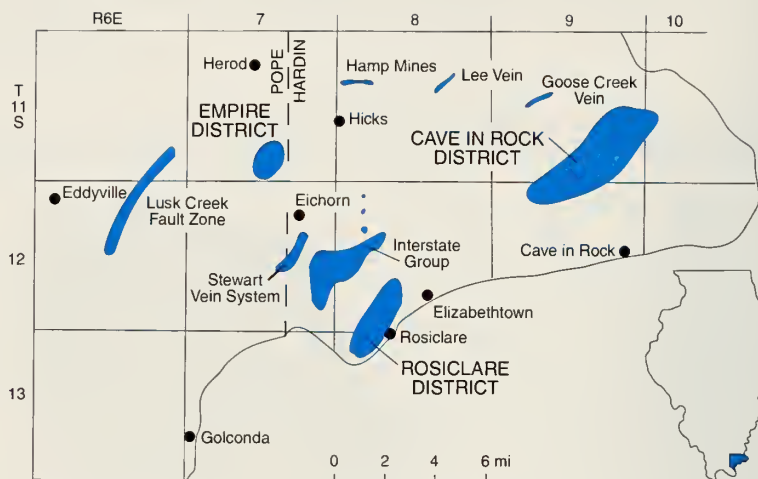 R6E
7
8
9
10
T
11
S
12
13
Herod
POPE
HARDIN
Hamp Mines
Lee Vein
Goose Creek
Vein
EMPIRE
DISTRICT
Hicks
CAVE IN ROCK
DISTRICT
Eddyville
Lusk Creek
Fault Zone
Eichorn
Interstate
Group
Cave in Rock
Stewart
Vein System
Elizabethtown
Rosiclare
ROSICLARE
DISTRICT
Golconda
0 2 4 6 mi